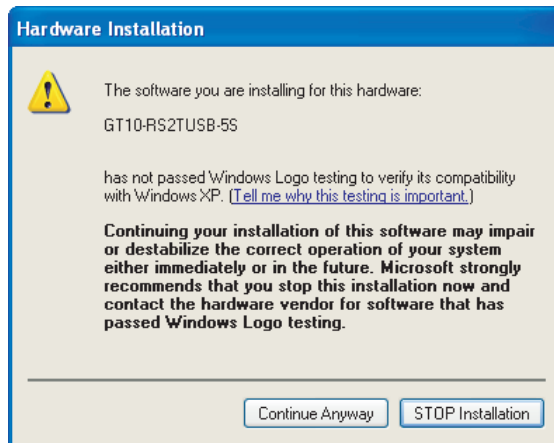 Hardware Installation
The software you are installing for this hardware:
GT10-RS2TUSB-5S
has not passed Windows Logo testing to verify its compatibility
with Windows XP. (Tell me why this testing is important.)
Continuing your installation of this software may impair
or destabilize the correct operation of your system
either immediately or in the future. Microsoft strongly
recommends that you stop this installation now and
contact the hardware vendor for software that has
passed Windows Logo testing.
Continue Anyway STOP Installation